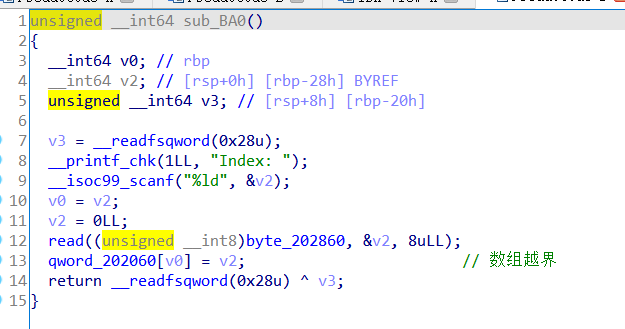 1 unsigned __int64 sub_BA0()
2 {
3 __int64 v0; // rbp
4 __int64 v2; // [rsp+0h] [rbp-28h] BYREF
5 unsigned __int64 v3; // [rsp+8h] [rbp-20h]
6
7 v3 = __readfsqword(0x28u);
8 __printf_chk(1LL, "Index: ");
9 __isoc99_scanf("%ld", &v2);
10 v0 = v2;
11 v2 = 0LL;
12 read((unsigned __int8)byte_202860, &v2, 8uLL);
13 qword_202060[v0] = v2; // 数组越界
14 return __readfsqword(0x28u) ^ v3;
15 }